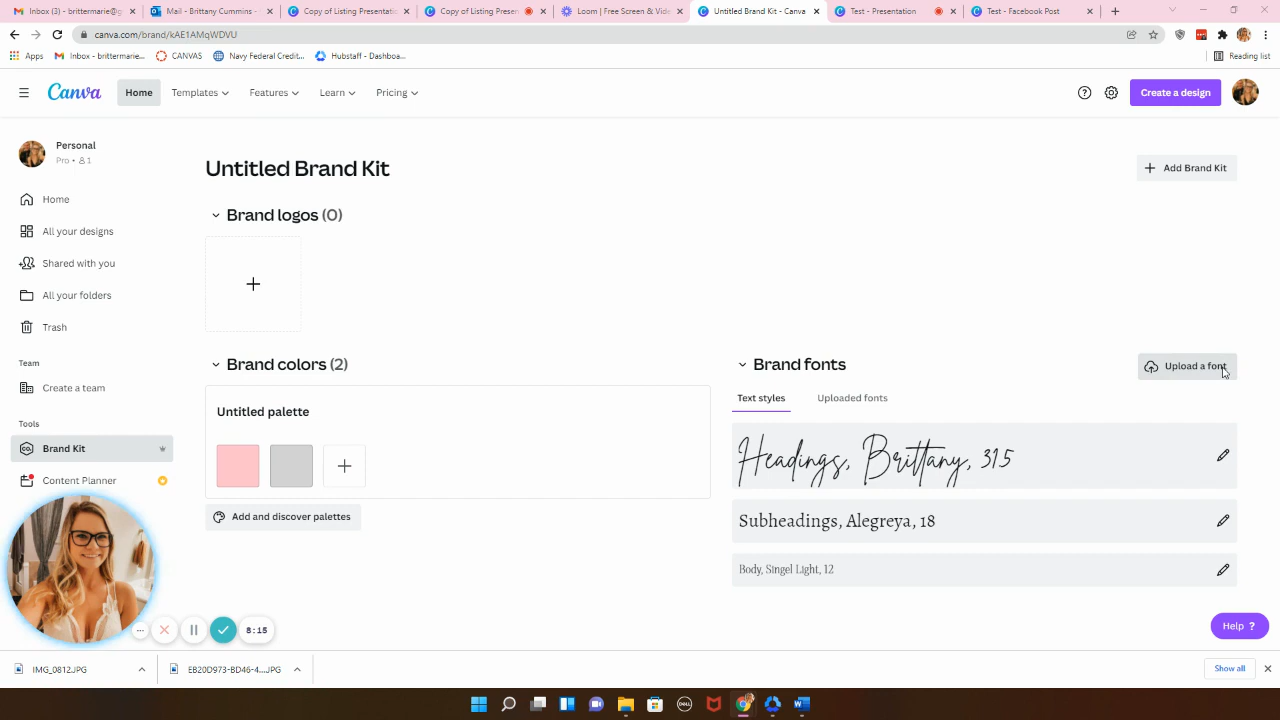 Inbox (3) - brittermarie@g
Mail - Brittany Cummins -
Copy of Listing Presentatio
Copy of Listing Presen
Loom | Free Screen & Vide
Untitled Brand Kit - Canva
Test - Presentation
Test - Facebook Post
canva.com/brand/kAE1AMqWDVU
Apps
Inbox - brittermarie...
CANVAS
Navy Federal Credit...
Hubstaff - Dashboa...
Reading list
Canva
Home
Templates
Features
Learn
Pricing
Create a design
Personal
Pro • 1
Home
All your designs
Shared with you
All your folders
Trash
Team
Create a team
Tools
Brand Kit
Content Planner
Untitled Brand Kit
Add Brand Kit
Brand logos (0)
Brand colors (2)
Untitled palette
Add and discover palettes
Brand fonts
Upload a font
Text styles
Uploaded fonts
Headings, Brittany, 31.5
Subheadings, Alegreya, 18
Body, Singel Light, 12
8:15
Help ?
IMG_0812.JPG
EB20D973-BD46-4....JPG
Show all
DELL